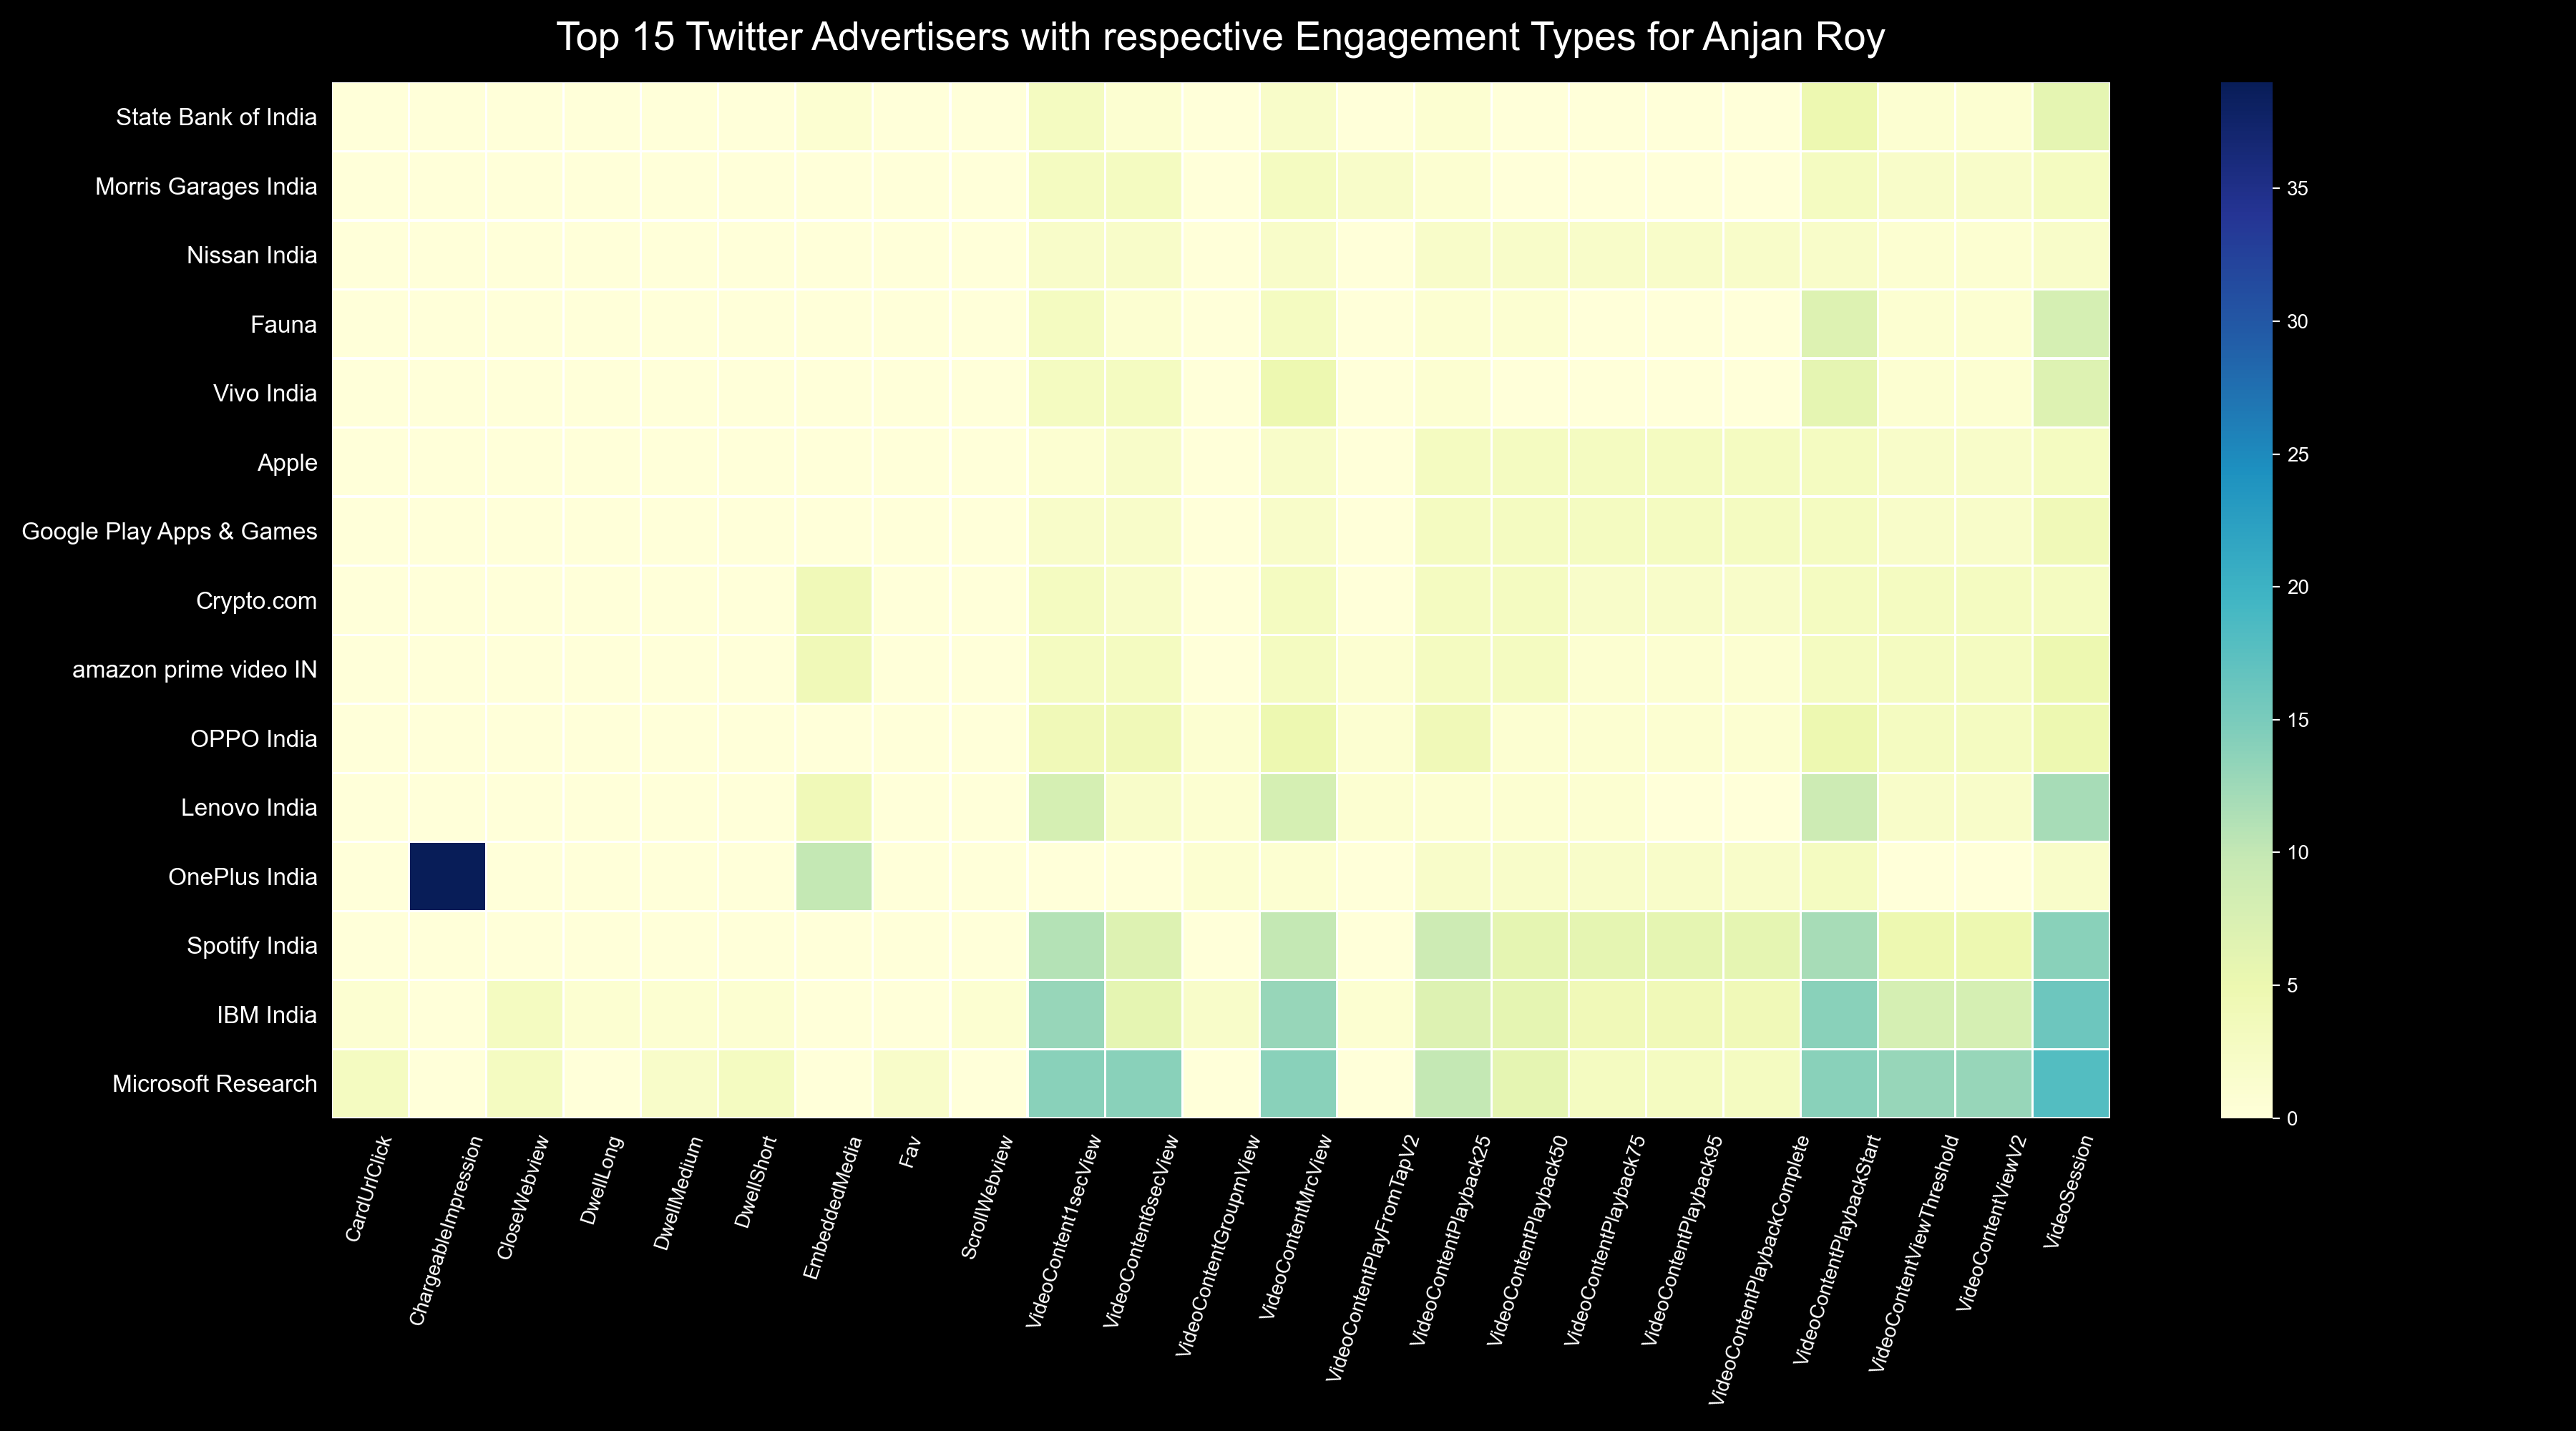 Top 15 Twitter Advertisers with respective Engagement Types for Anjan Roy
State Bank of India
Morris Garages India
Nissan India
Fauna
Vivo India
Apple
Google Play Apps & Games
Crypto.com
amazon prime video IN
OPPO India
Lenovo India
OnePlus India
Spotify India
IBM India
Microsoft Research
CardUrlClick
ChargeableImpression
CloseWebview
DwellLong
DwellMedium
DwellShort
EmbeddedMedia
Fav
ScrollWebview
VideoContent1secView
VideoContent6secView
VideoContentGroupmView
VideoContentMrcView
VideoContentPlayFromTapV2
VideoContentPlayback25
VideoContentPlayback50
VideoContentPlayback75
VideoContentPlayback95
VideoContentPlaybackComplete
VideoContentPlaybackStart
VideoContentViewThreshold
VideoContentViewV2
VideoSession
35
30
25
20
15
10
5
0